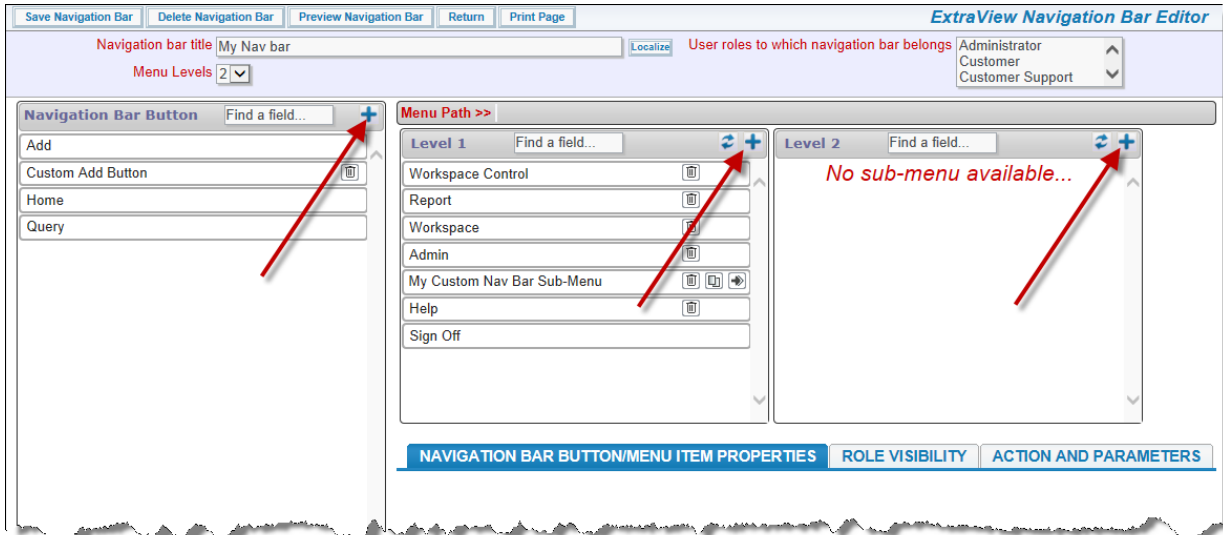 Save Navigation Bar Delete Navigation Bar Preview Navigation Bar Return Print Page ExtraView Navigation Bar Editor
Navigation bar title My Nav bar Localize User roles to which navigation bar belongs Administrator
Customer
Customer Support
Menu Levels 2
Navigation Bar Button Find a field...
Add
Custom Add Button
Home
Query
Menu Path >>
Level 1 Find a field...
Workspace Control
Report
Workspace
Admin
My Custom Nav Bar Sub-Menu
Help
Sign Off
Level 2 Find a field...
No sub-menu available...
NAVIGATION BAR BUTTON/MENU ITEM PROPERTIES ROLE VISIBILITY ACTION AND PARAMETERS